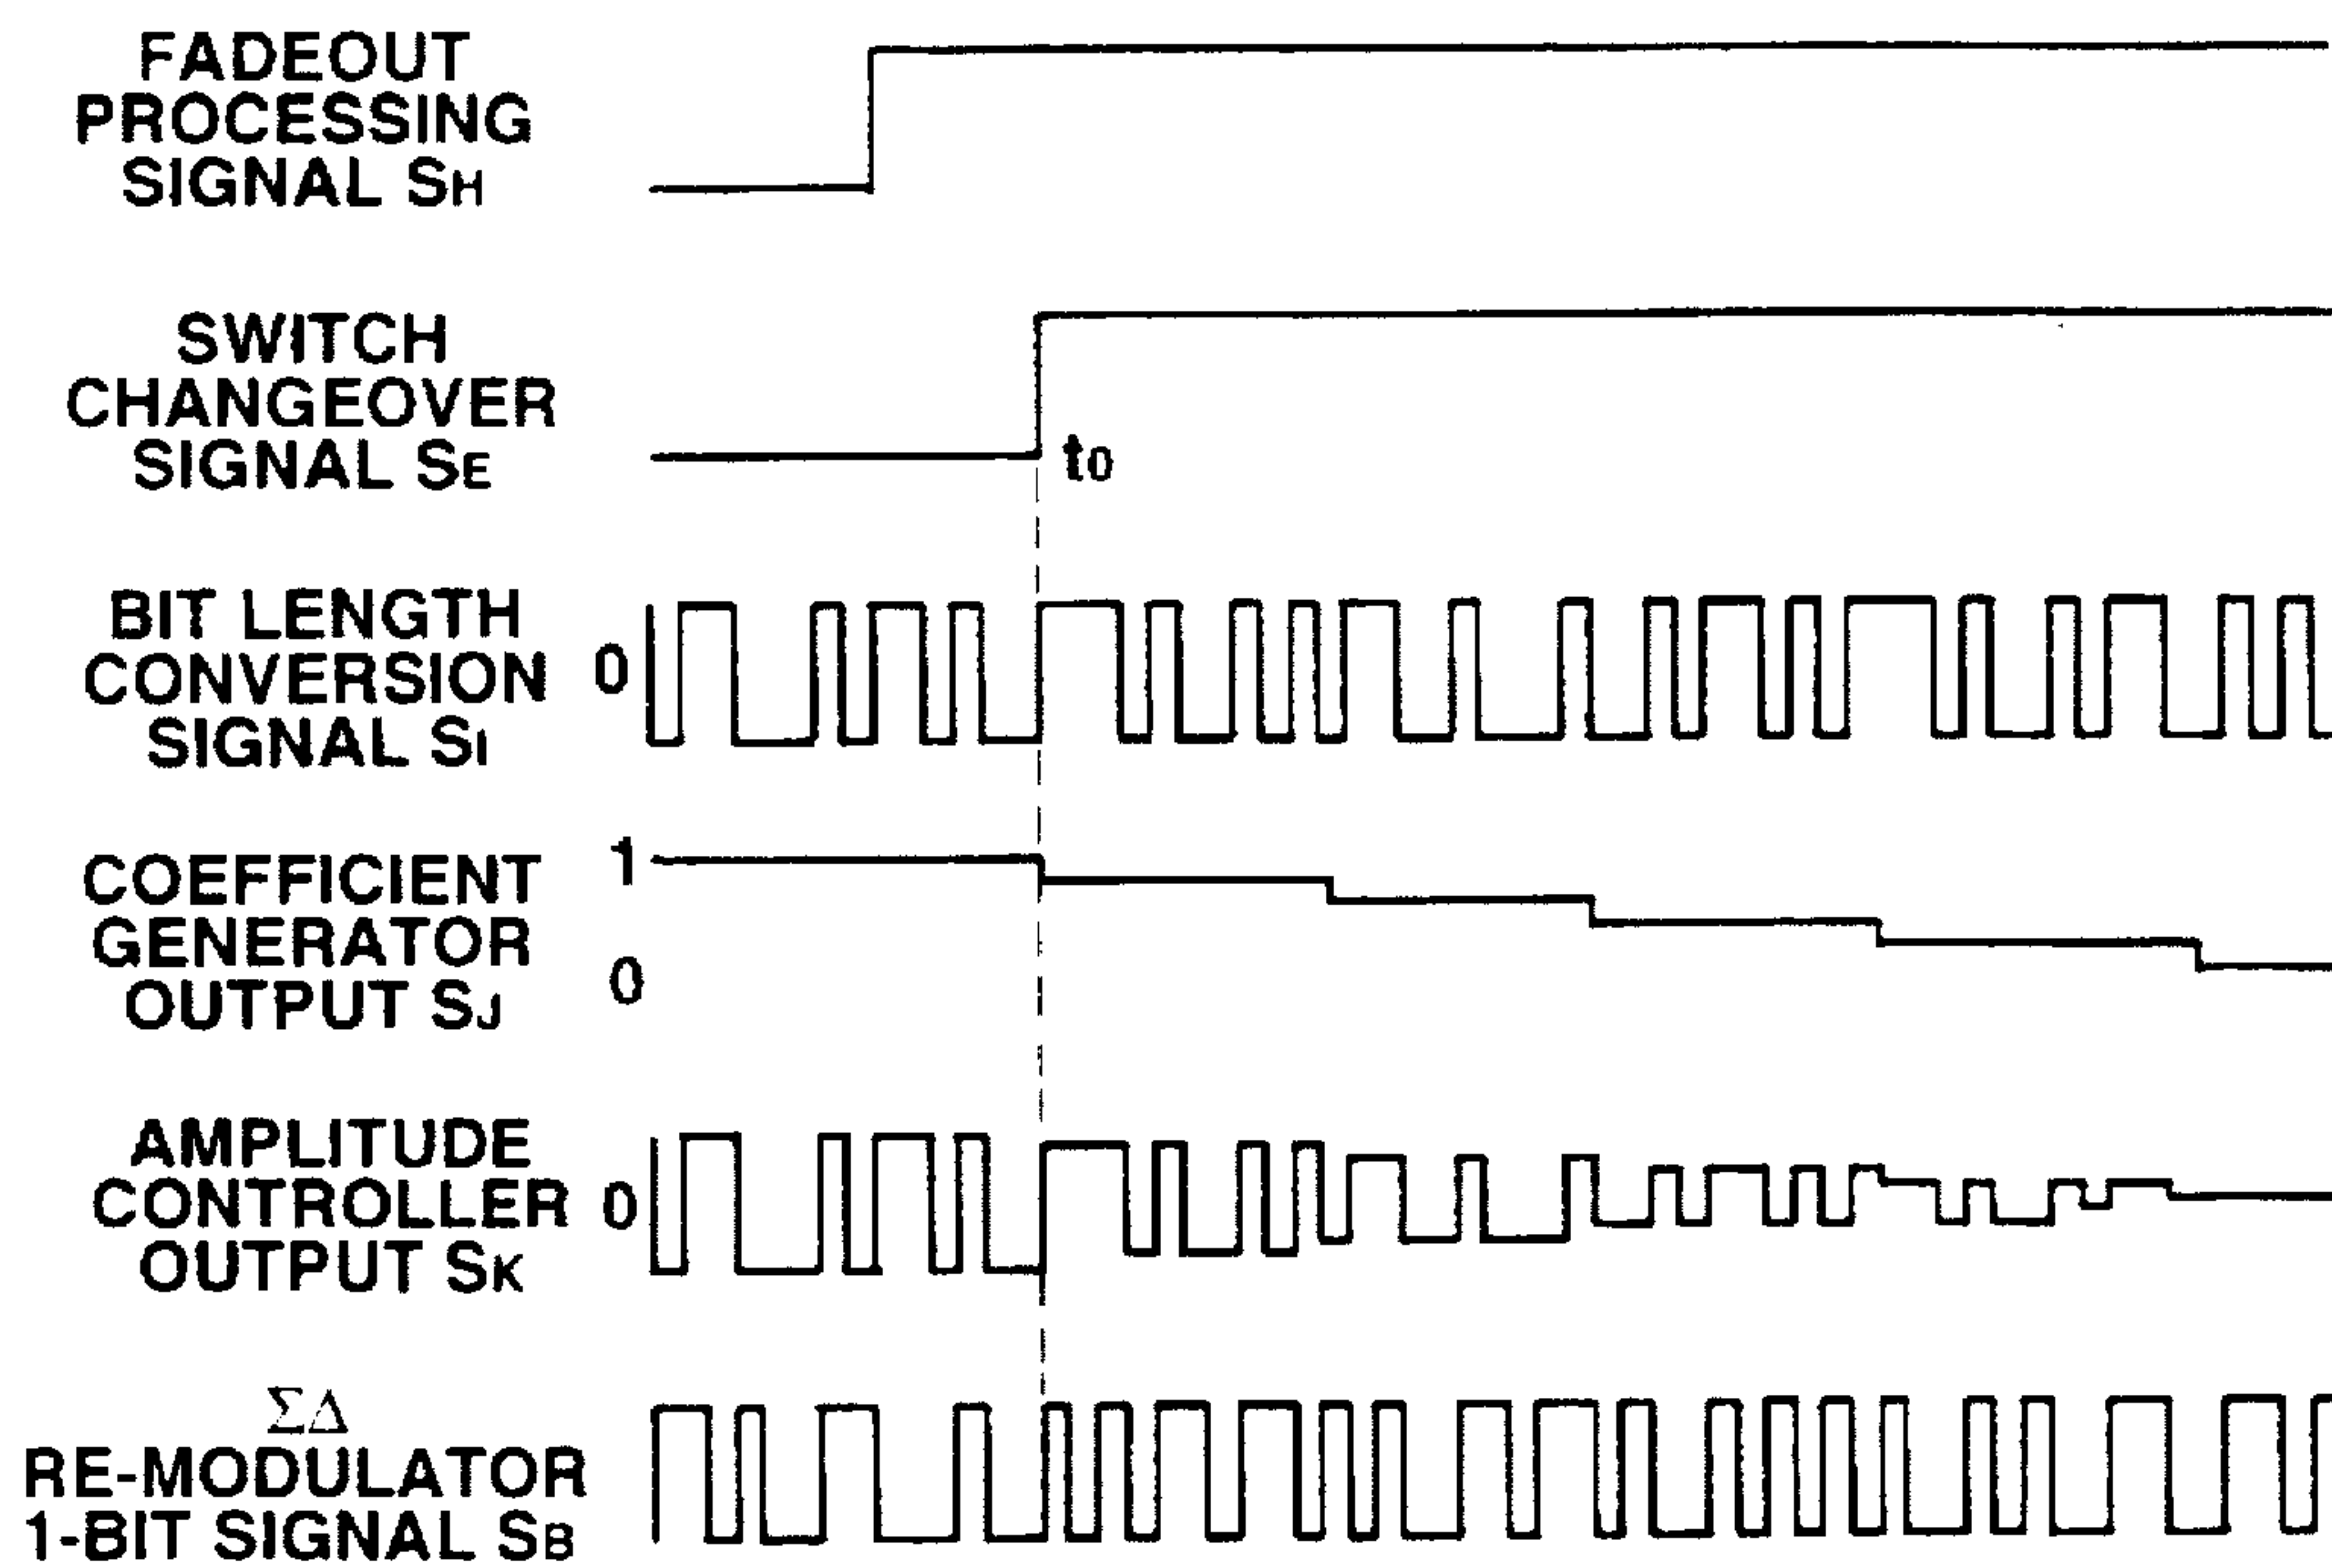 FADEOUT
PROCESSING
SIGNAL SH
SWITCH
CHANGEOVER
SIGNAL SE
t0
BIT LENGTH
CONVERSION
SIGNAL SI
0
COEFFICIENT
GENERATOR
OUTPUT SJ
1
0
AMPLITUDE
CONTROLLER
OUTPUT SK
0
ΣΔ
RE-MODULATOR
1-BIT SIGNAL SB